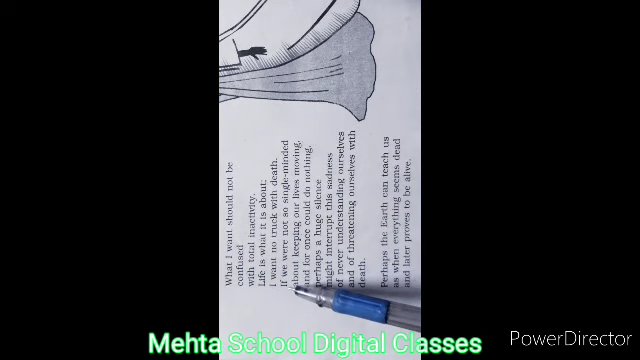 What I want should not be
confused
with total inactivity.
Life is what it is about;
I want no truck with death.
If we were not so single-minded
about keeping our lives moving,
and for once could do nothing,
perhaps a huge silence
might interrupt this sadness
of never understanding ourselves
and of threatening ourselves with
death.
Perhaps the Earth can teach us
as when everything seems dead
and later proves to be alive.
Mehta School Digital Classes
PowerDirector